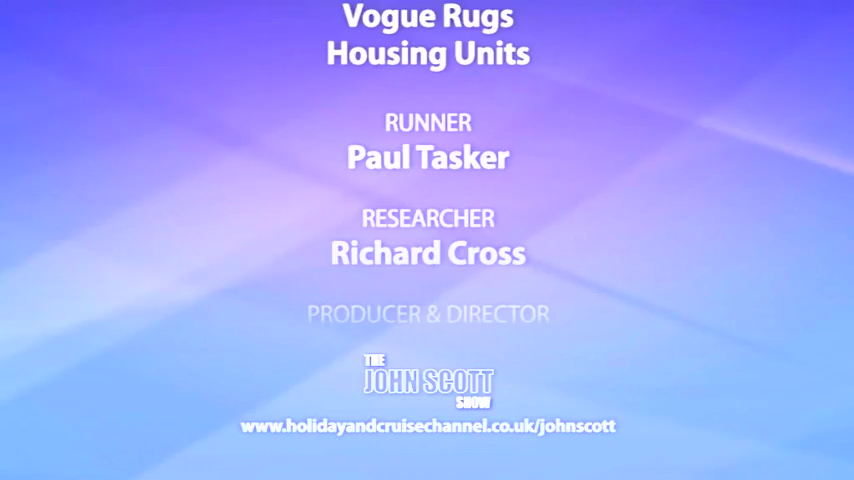 Vogue Rugs
Housing Units
RUNNER
Paul Tasker
RESEARCHER
Richard Cross
PRODUCER & DIRECTOR
THE
JOHN SCOTT
SHOW
www.holidayandcruisechannel.co.uk/johnscott